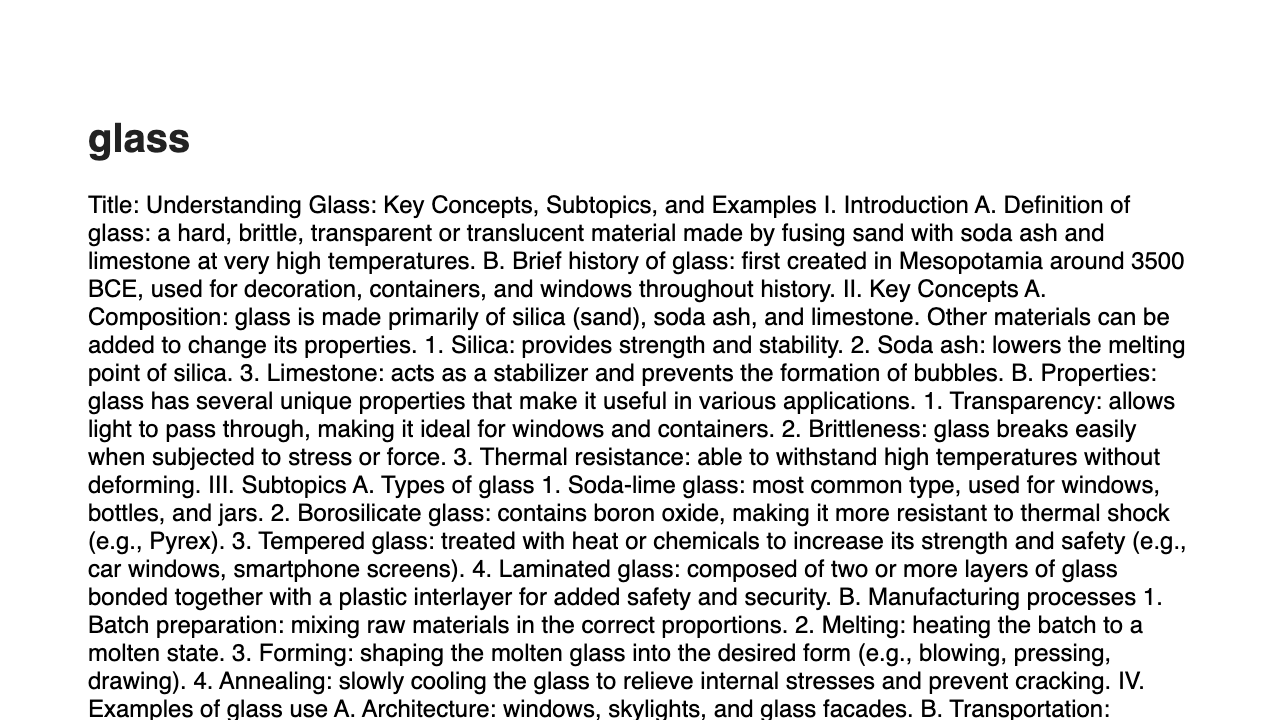 glass
Title: Understanding Glass: Key Concepts, Subtopics, and Examples I. Introduction A. Definition of
glass: a hard, brittle, transparent or translucent material made by fusing sand with soda ash and
limestone at very high temperatures. B. Brief history of glass: first created in Mesopotamia around 3500
BCE, used for decoration, containers, and windows throughout history. II. Key Concepts A.
Composition: glass is made primarily of silica (sand), soda ash, and limestone. Other materials can be
added to change its properties. 1. Silica: provides strength and stability. 2. Soda ash: lowers the melting
point of silica. 3. Limestone: acts as a stabilizer and prevents the formation of bubbles. B. Properties:
glass has several unique properties that make it useful in various applications. 1. Transparency: allows
light to pass through, making it ideal for windows and containers. 2. Brittleness: glass breaks easily
when subjected to stress or force. 3. Thermal resistance: able to withstand high temperatures without
deforming. III. Subtopics A. Types of glass 1. Soda-lime glass: most common type, used for windows,
bottles, and jars. 2. Borosilicate glass: contains boron oxide, making it more resistant to thermal shock
(e.g., Pyrex). 3. Tempered glass: treated with heat or chemicals to increase its strength and safety (e.g.,
car windows, smartphone screens). 4. Laminated glass: composed of two or more layers of glass
bonded together with a plastic interlayer for added safety and security. B. Manufacturing processes 1.
Batch preparation: mixing raw materials in the correct proportions. 2. Melting: heating the batch to a
molten state. 3. Forming: shaping the molten glass into the desired form (e.g., blowing, pressing,
drawing). 4. Annealing: slowly cooling the glass to relieve internal stresses and prevent cracking. IV.
Examples of glass use A. Architecture: windows, skylights, and glass facades. B. Transportation: